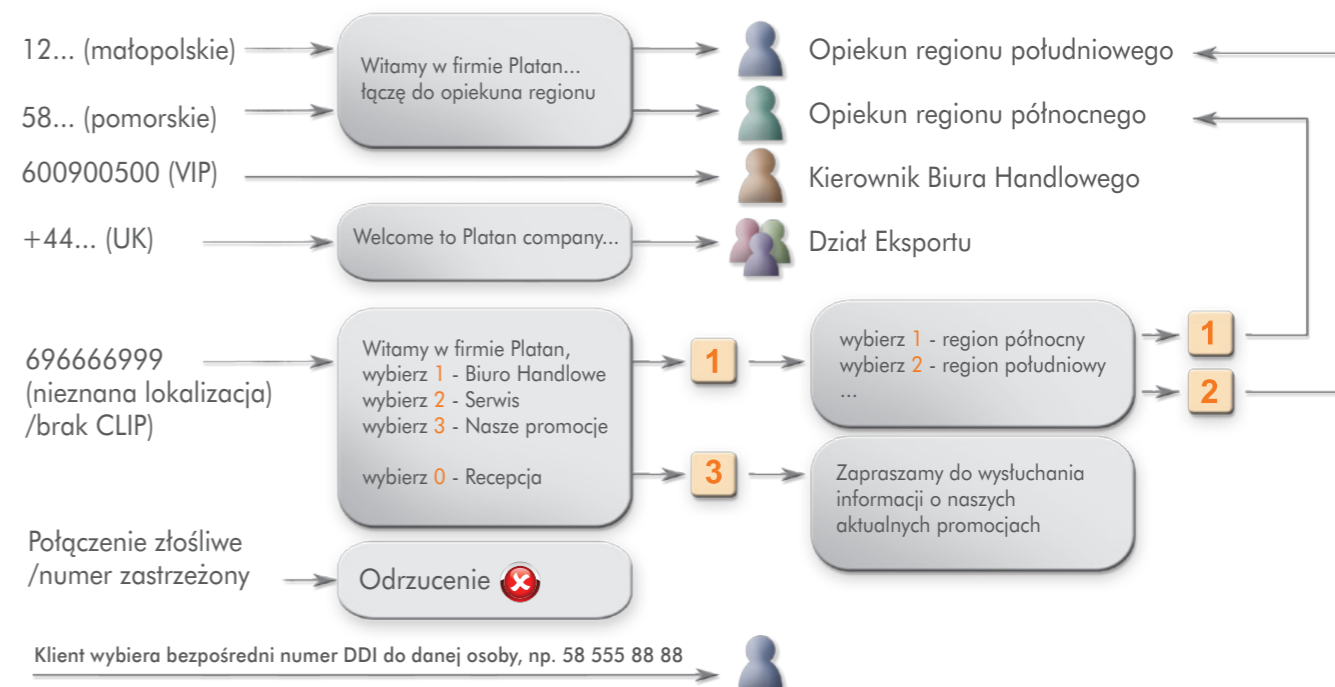 12... (małopolskie)
Witamy w firmie Platan...
łączę do opiekuna regionu
Opiekun regionu południowego
58... (pomorskie)
Opiekun regionu północnego
600900500 (VIP)
Kierownik Biura Handlowego
+44... (UK)
Welcome to Platan company...
Dział Eksportu
696666999
(nieznana lokalizacja)
/brak CLIP)
Witamy w firmie Platan,
wybierz 1 - Biuro Handlowe
wybierz 2 - Serwis
wybierz 3 - Nasze promocje
wybierz 0 - Recepcja
1
wybierz 1 - region północny
wybierz 2 - region południowy
...
1
2
3
Zapraszamy do wysłuchania
informacji o naszych
aktualnych promocjach
Połączenie złośliwe
/numer zastrzeżony
Odrzucenie
Klient wybiera bezpośredni numer DDI do danej osoby, np. 58 555 88 88